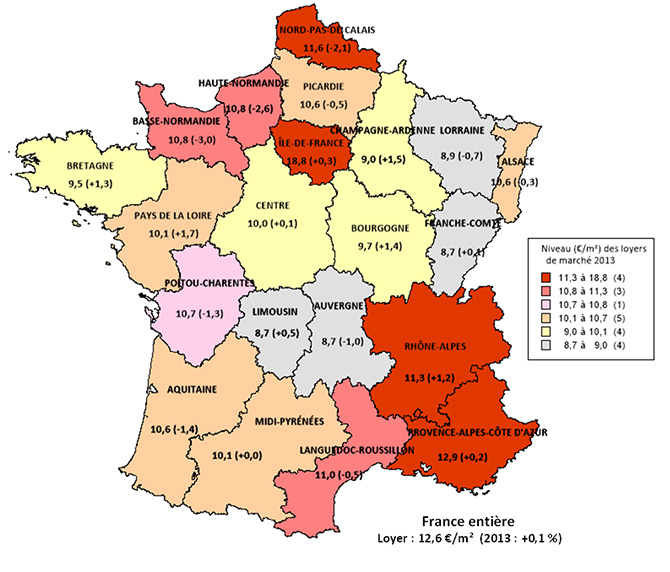 NORD-PAS-DE-CALAIS
11,6 (-2,1)
HAUTE-NORMANDIE
10,8 (-2,6)
PICARDIE
10,6 (-0,5)
BASSE-NORMANDIE
10,8 (-3,0)
ÎLE-DE-FRANCE
18,8 (+0,3)
CHAMPAGNE-ARDENNE
9,0 (+1,5)
LORRAINE
8,9 (-0,7)
ALSACE
10,6 (-0,3)
BRETAGNE
9,5 (+1,3)
PAYS DE LA LOIRE
10,1 (+1,7)
CENTRE
10,0 (+0,1)
BOURGOGNE
9,7 (+1,4)
FRANCHE-COMTÉ
8,7 (+0,1)
POITOU-CHARENTES
10,7 (-1,3)
LIMOUSIN
8,7 (+0,5)
AUVERGNE
8,7 (-1,0)
RHÔNE-ALPES
11,3 (+1,2)
AQUITAINE
10,6 (-1,4)
MIDI-PYRÉNÉES
10,1 (+0,0)
LANGUEDOC-ROUSSILLON
11,0 (-0,5)
PROVENCE-ALPES-CÔTE D'AZUR
12,9 (+0,2)
Niveau (€/m²) des loyers
de marché 2013
11,3 à 18,8 (4)
10,8 à 11,3 (3)
10,7 à 10,8 (1)
10,1 à 10,7 (5)
9,0 à 10,1 (4)
8,7 à 9,0 (4)
France entière
Loyer : 12,6 €/m² (2013 : +0,1 %)